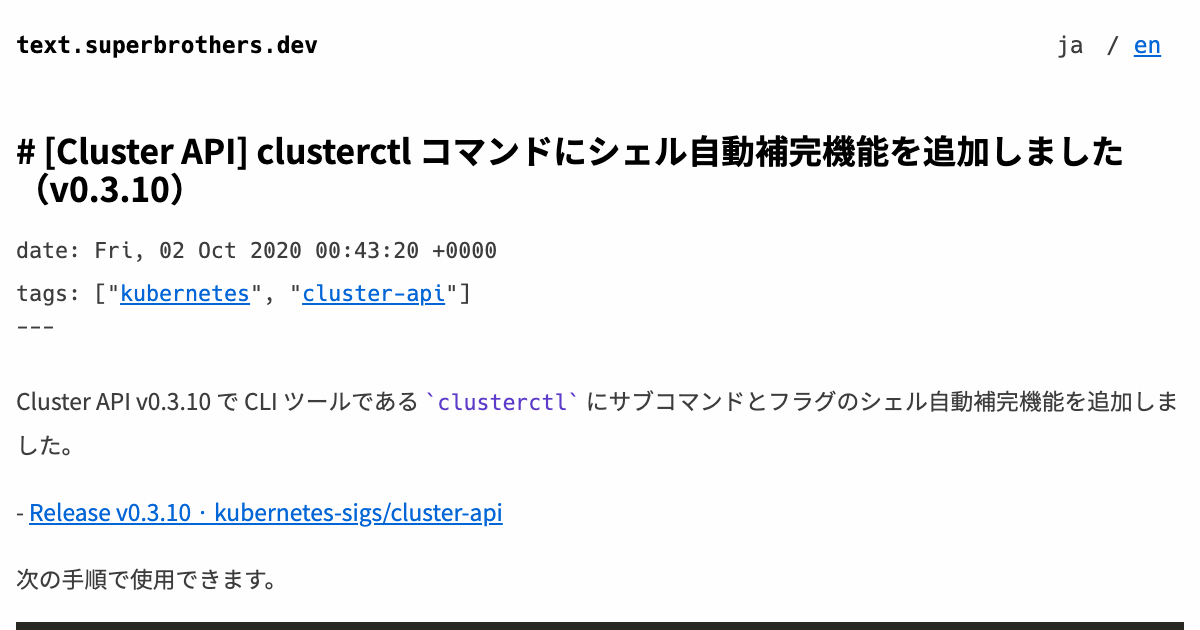 text.superbrothers.dev
ja / en
# [Cluster API] clusterctl コマンドにシェル自動補完機能を追加しました
（v0.3.10）
date: Fri, 02 Oct 2020 00:43:20 +0000
tags: ["kubernetes", "cluster-api"]
---
Cluster API v0.3.10 で CLI ツールである `clusterctl` にサブコマンドとフラグのシェル自動補完機能を追加しま
した。
- Release v0.3.10 · kubernetes-sigs/cluster-api
次の手順で使用できます。